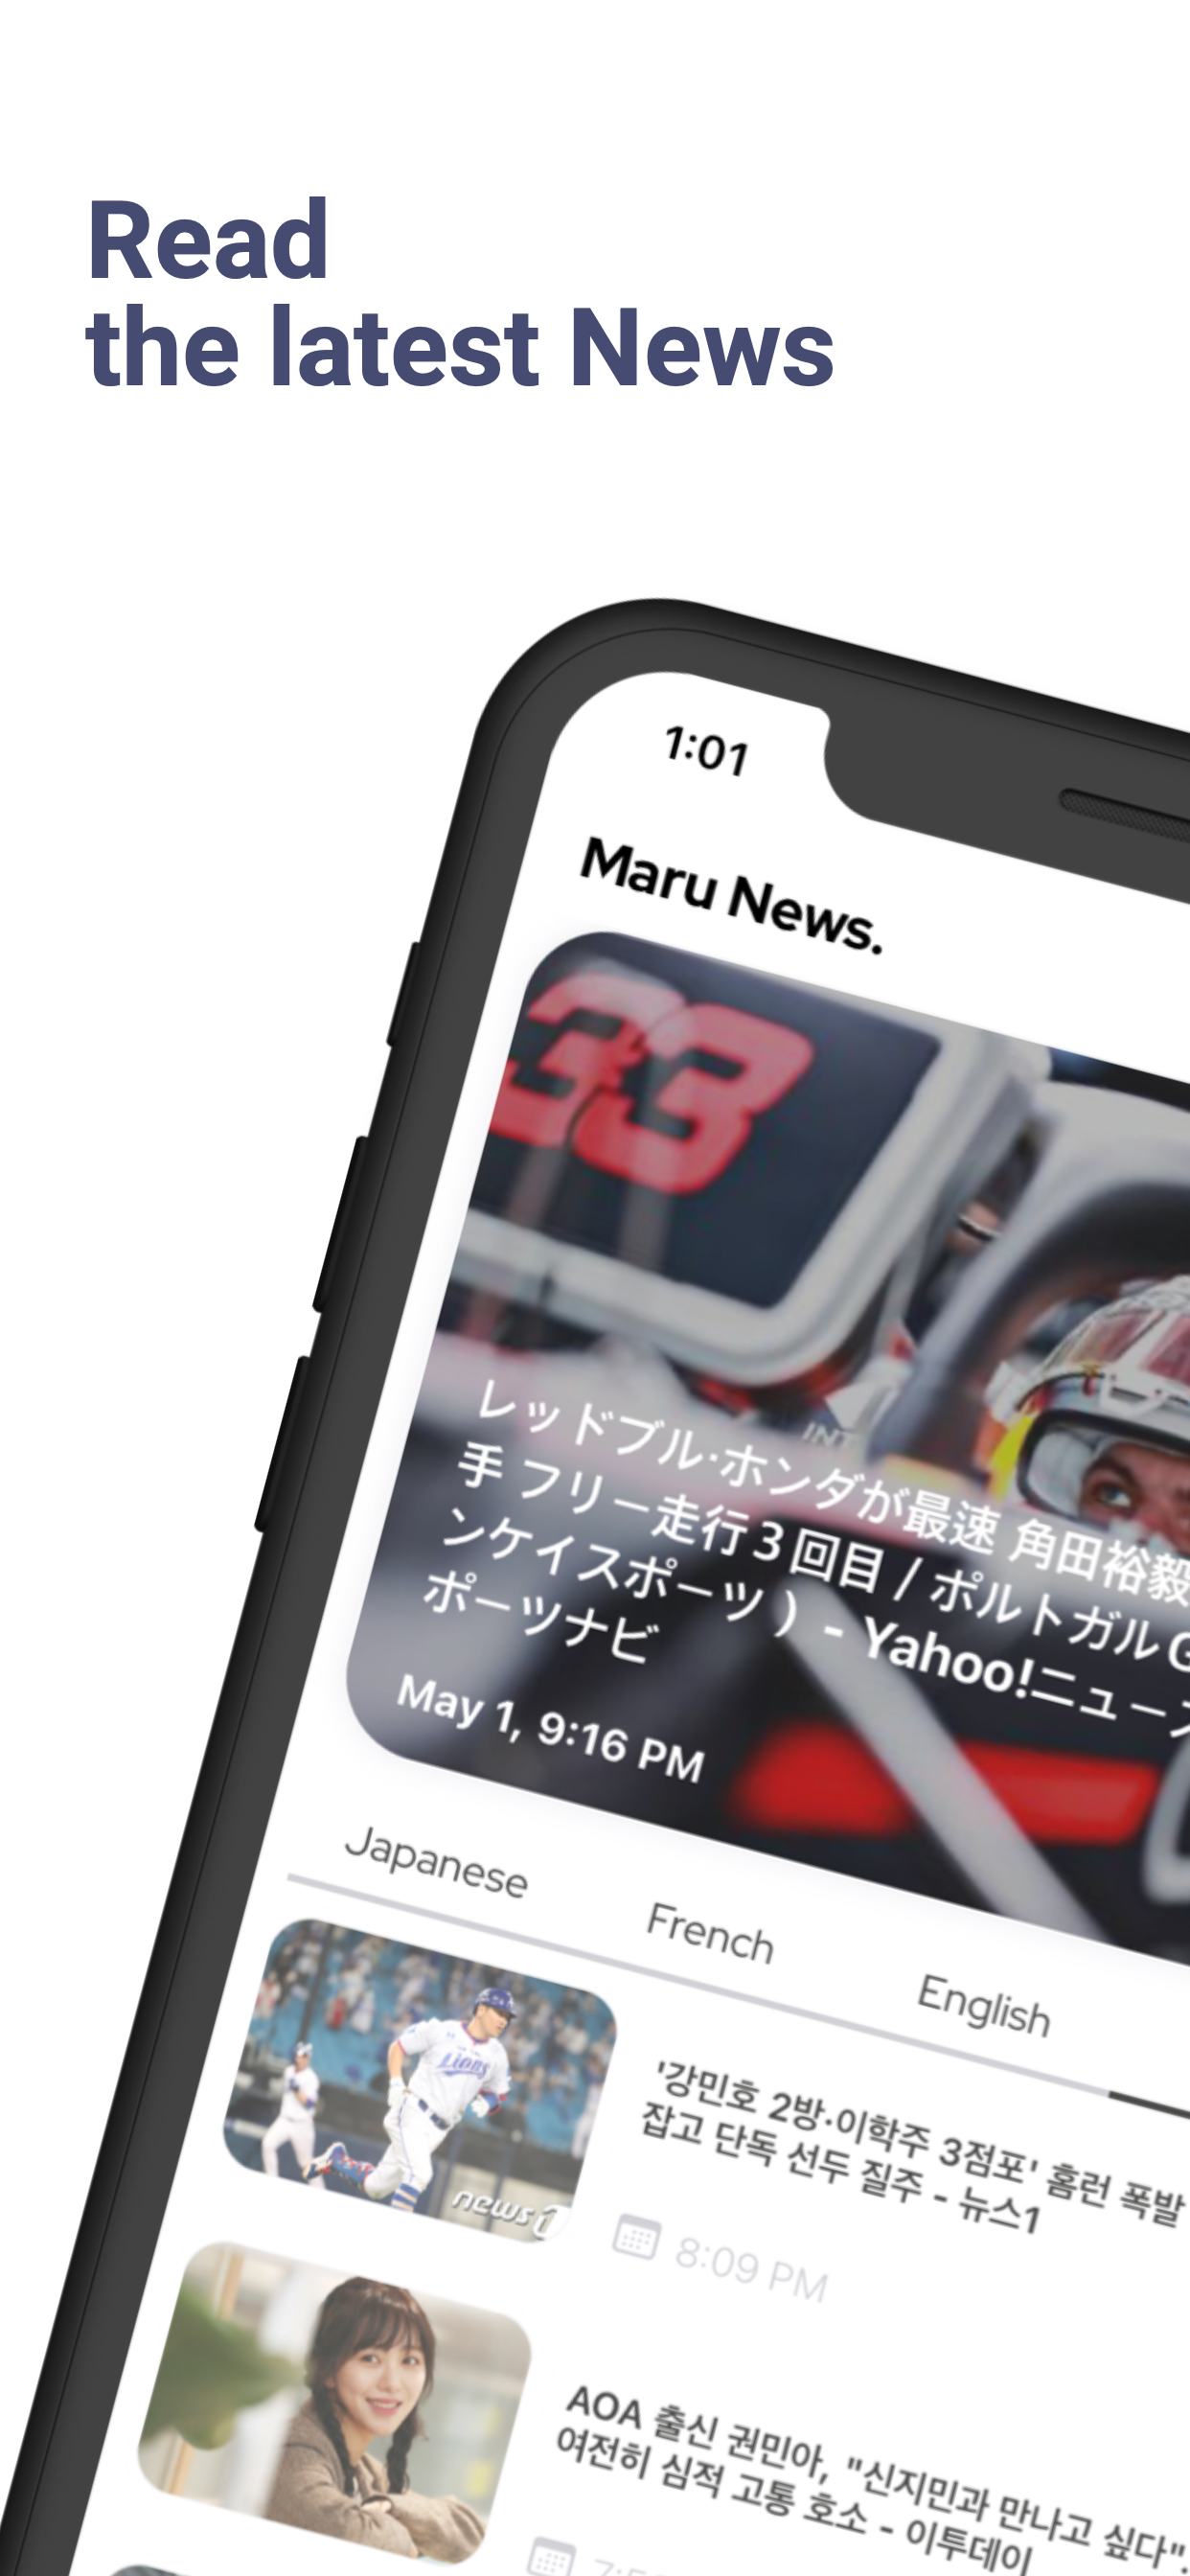 Read
the latest News
1:01
Maru News.
33
INT
レッドブル·ホンダが最速 角田裕毅
手 フリー走行３回目 / ポルトガルG
ンケイスポーツ ) - Yahoo!ニュース
ポーツナビ
May 1, 9:16 PM
Japanese French English
Lions
news1
'강민호 2방·이학주 3점포' 홈런 폭발
잡고 단독 선두 질주 - 뉴스1
8:09 PM
AOA 출신 권민아, "신지민과 만나고 싶다"
여전히 심적 고통 호소 - 이투데이